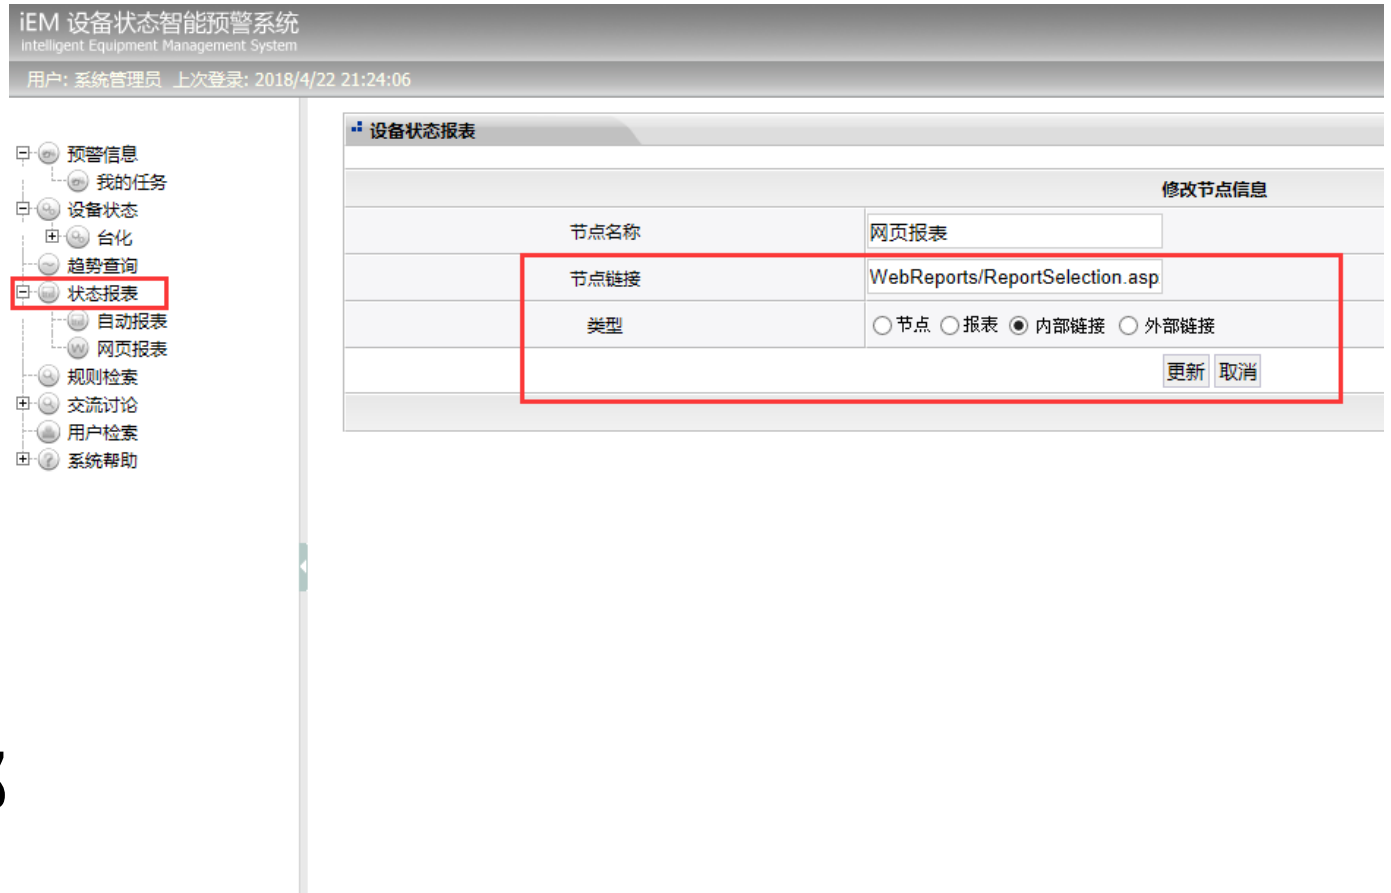 iEM 设备状态智能预警系统
intelligent Equipment Management System
用户: 系统管理员 上次登录: 2018/4/22 21:24:06
预警信息
我的任务
设备状态
台化
趋势查询
状态报表
自动报表
网页报表
规则检索
交流讨论
用户检索
系统帮助
设备状态报表
修改节点信息
节点名称 网页报表
节点链接 WebReports/ReportSelection.asp
类型 节点 报表 内部链接 外部链接
更新 取消